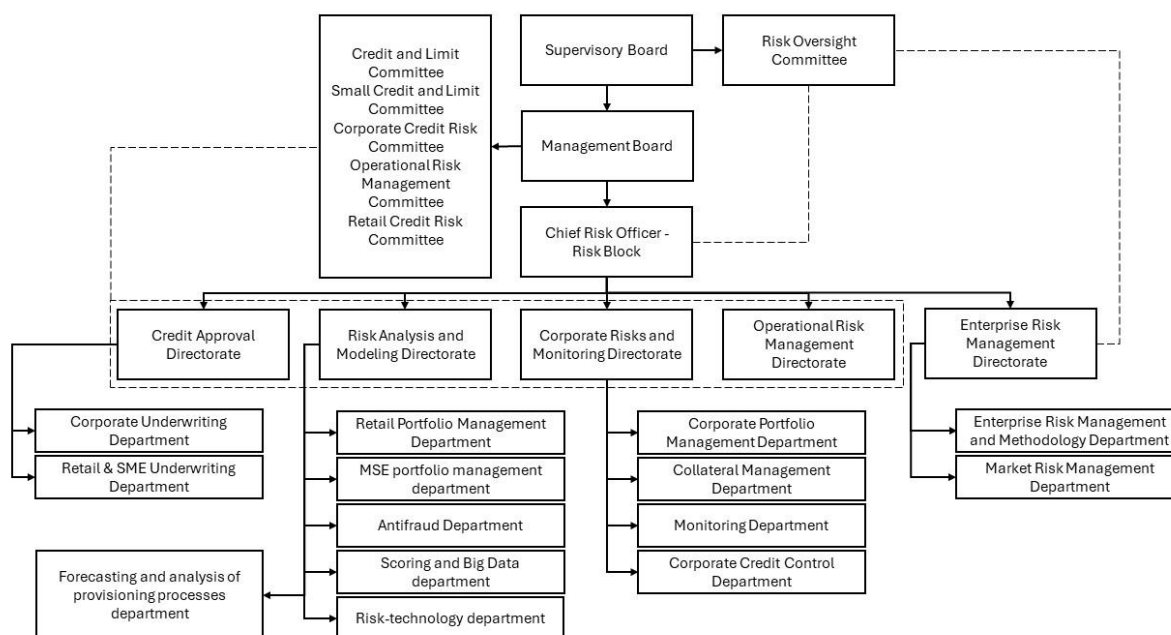 Credit and Limit
Committee
Small Credit and Limit
Committee
Corporate Credit Risk
Committee
Operational Risk
Management
Committee
Retail Credit Risk
Committee
Supervisory Board
Risk Oversight
Committee
Management Board
Chief Risk Officer -
Risk Block
Credit Approval
Directorate
Risk Analysis and
Modeling Directorate
Corporate Risks and
Monitoring Directorate
Operational Risk
Management
Directorate
Enterprise Risk
Management
Directorate
Corporate Underwriting
Department
Retail & SME Underwriting
Department
Retail Portfolio Management
Department
MSE portfolio management
department
Antifraud Department
Scoring and Big Data
department
Risk-technology department
Forecasting and analysis of
provisioning processes
department
Corporate Portfolio
Management Department
Collateral Management
Department
Monitoring Department
Corporate Credit Control
Department
Enterprise Risk Management
and Methodology Department
Market Risk Management
Department